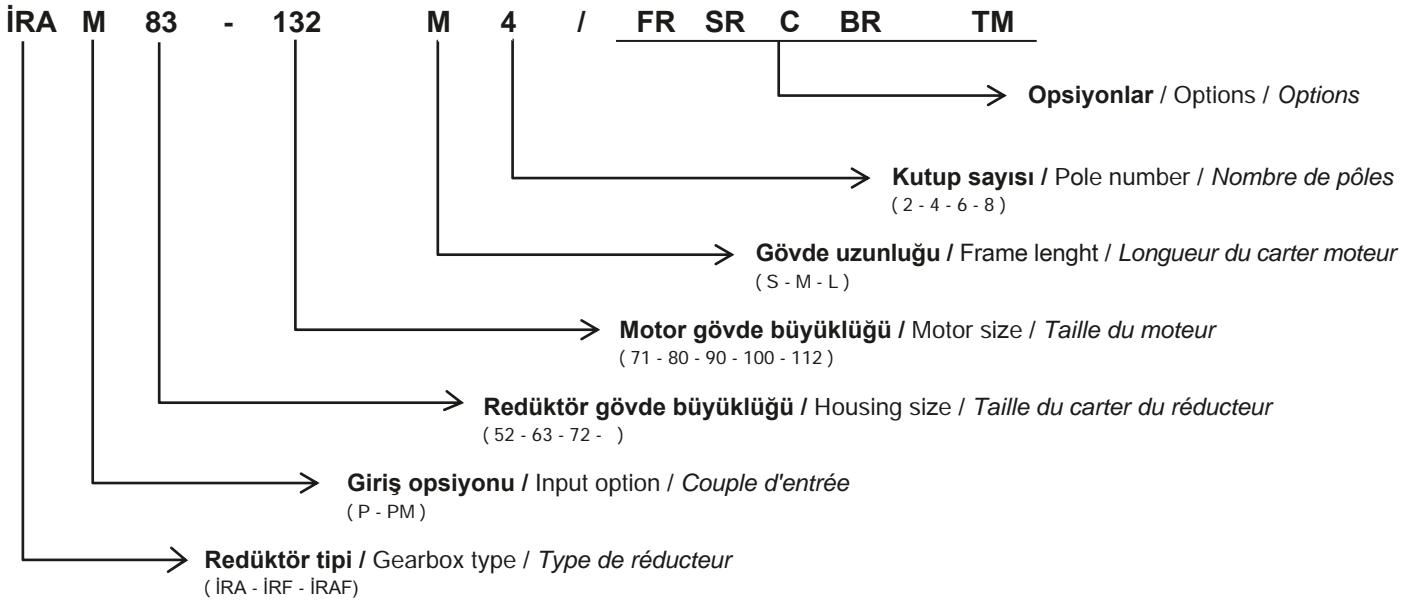 İRA M 83 - 132 M 4 / FR SR C BR TM
Opsiyonlar / Options / Options
Kutup sayısı / Pole number / Nombre de pôles
( 2 - 4 - 6 - 8 )
Gövde uzunluğu / Frame lenght / Longueur du carter moteur
( S - M - L )
Motor gövde büyüklüğü / Motor size / Taille du moteur
( 71 - 80 - 90 - 100 - 112 )
Redüktör gövde büyüklüğü / Housing size / Taille du carter du réducteur
( 52 - 63 - 72 - )
Giriş opsiyonu / Input option / Couple d'entrée
( P - PM )
Redüktör tipi / Gearbox type / Type de réducteur
( İRA - İRF - İRAF)